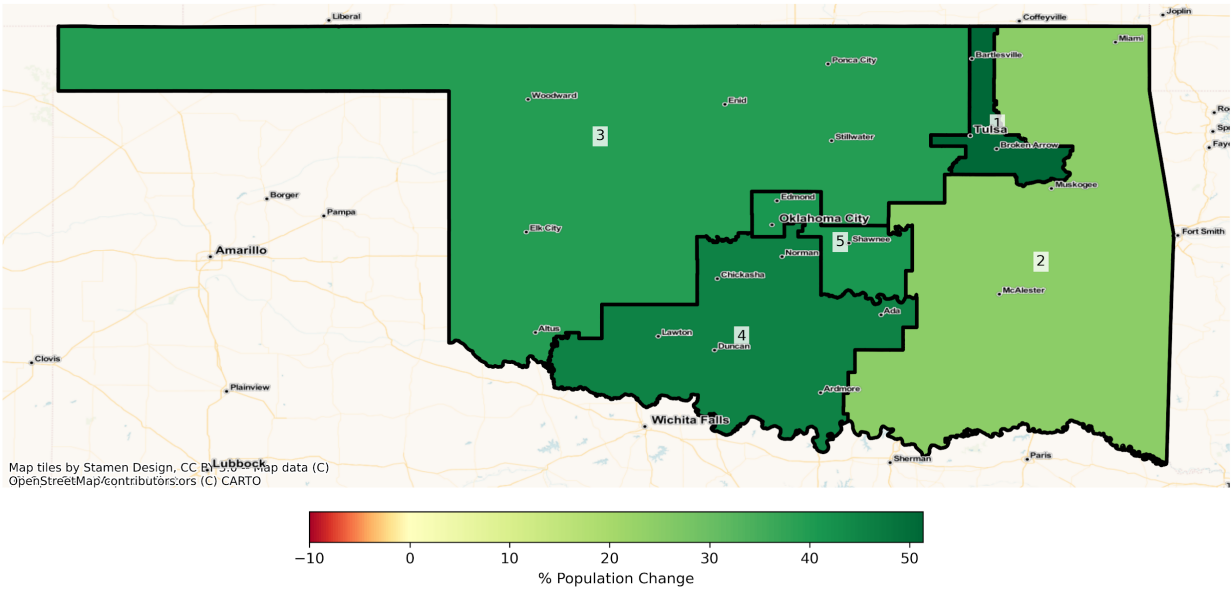 Liberal
Coffeyville
Joplin
Miami
Ponca City
Bartlesville
Woodward
Enid
1
Tulsa
3
Stillwater
Broken Arrow
Muskogee
Borger
Pampa
Edmond
Oklahoma City
Elk City
5
Shawnee
Fort Smith
Amarillo
Norman
2
Chickasha
McAlester
Ada
Altus
Lawton
4
Duncan
Clovis
Plainview
Ardmore
Wichita Falls
Lubbock
Sherman
Paris
Map tiles by Stamen Design, CC BY 3.0 -- Map data (C)
OpenStreetMap contributors
(C) CARTO
−10 0 10 20 30 40 50
% Population Change